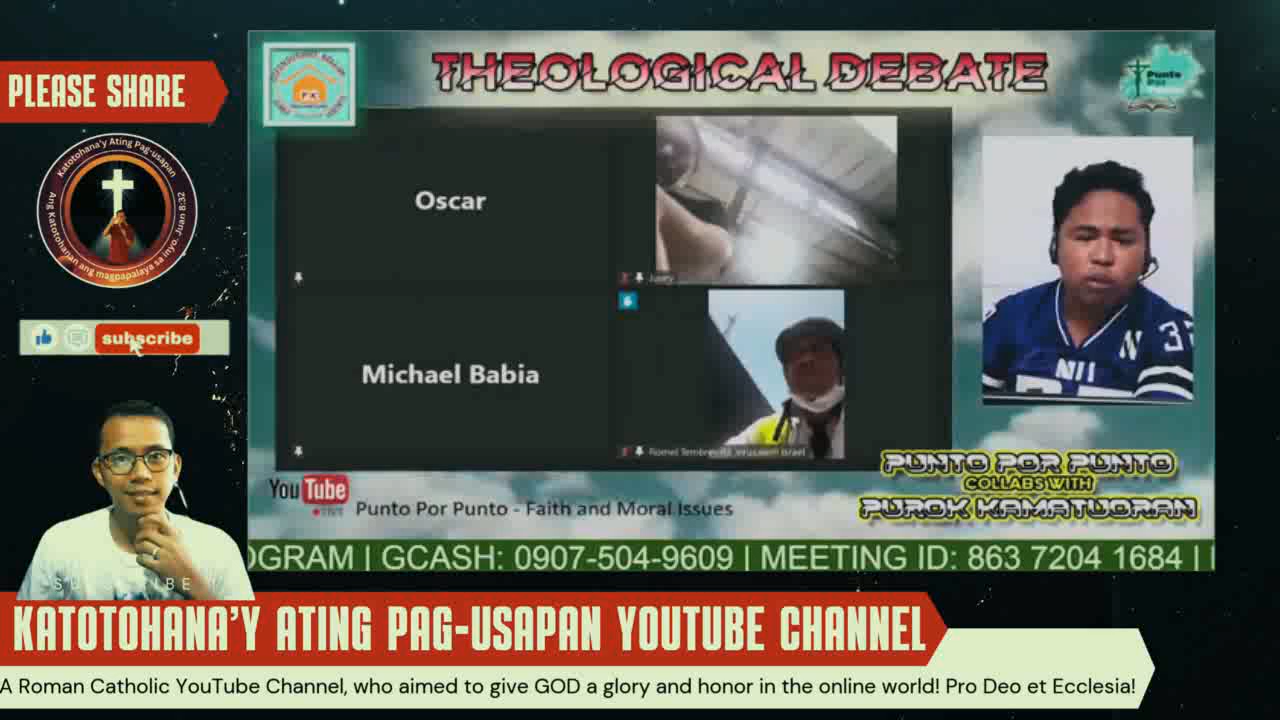 PLEASE SHARE
Katotohana'y Ating Pag-usapan
Ang Katotohanan ang magpapalaya sa inyo. Juan 8:32
subscribe
SUBSCRIBE
THEOLOGICAL DEBATE
Punto Por
Oscar
Michael Babia
Israel
YouTube
LIVE
Punto Por Punto - Faith and Moral Issues
PUNTO POR PUNTO
COLLABS WITH
PUROK KAMATUORAN
OGRAM | GCASH: 0907-504-9609 | MEETING ID: 863 7204 1684 | |
KATOTOHANA'Y ATING PAG-USAPAN YOUTUBE CHANNEL
A Roman Catholic YouTube Channel, who aimed to give GOD a glory and honor in the online world! Pro Deo et Ecclesia!